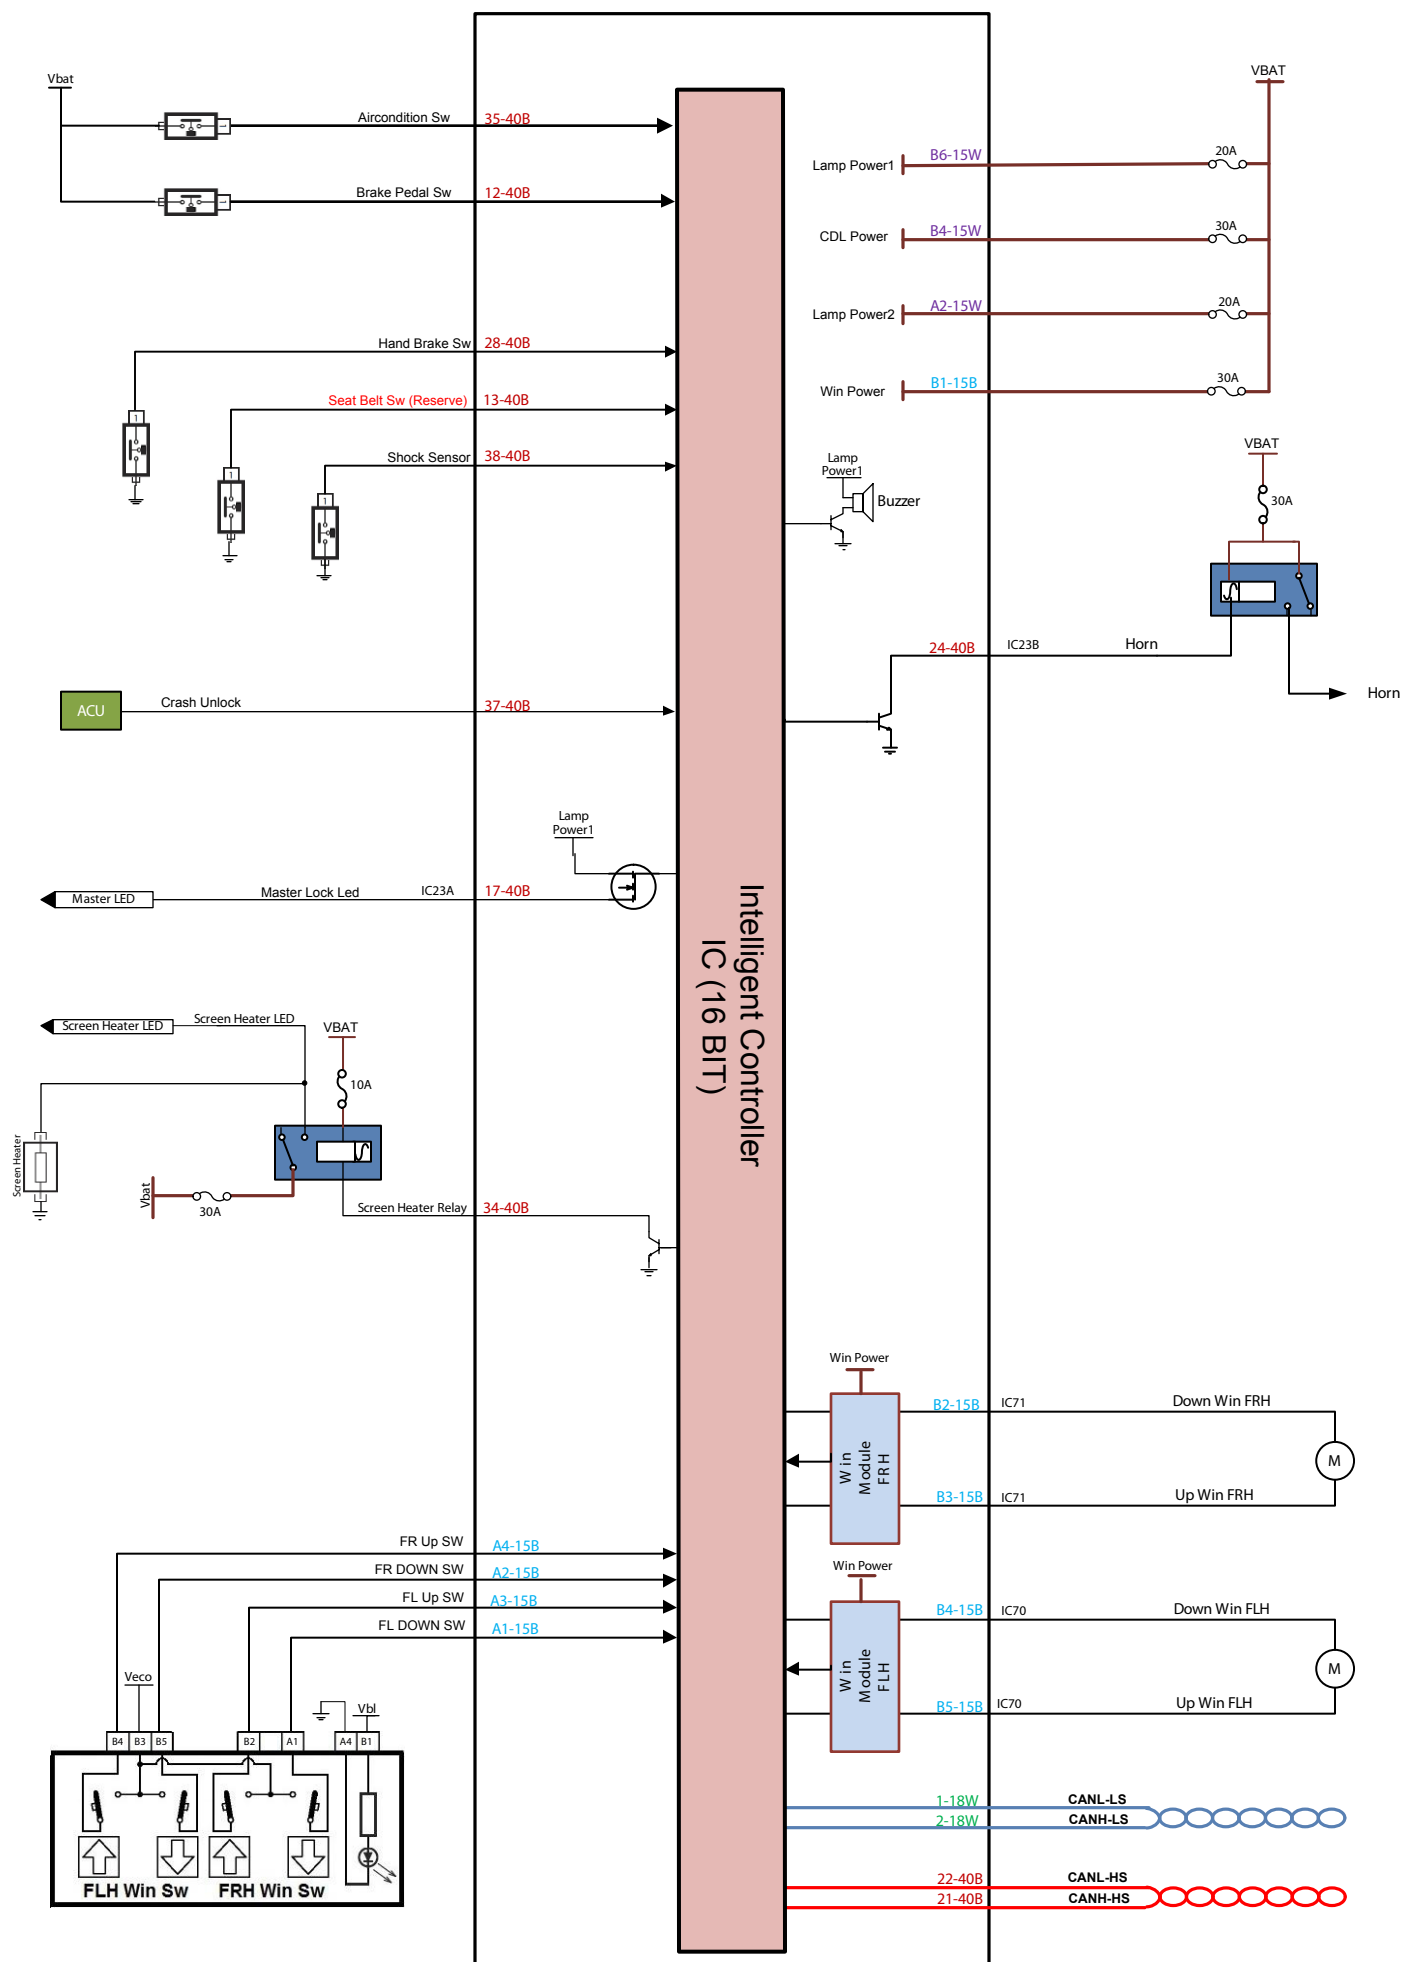 Vbat
Aircondition Sw
35-40B
1
Brake Pedal Sw
12-40B
1
Hand Brake Sw
28-40B
1
Seat Belt Sw (Reserve)
13-40B
1
Shock Sensor
38-40B
1
ACU
Crash Unlock
37-40B
Lamp
Power1
Master LED
Master Lock Led
IC23A
17-40B
Screen Heater LED
Screen Heater LED
VBAT
10A
Screen Heater
Vbat
30A
Screen Heater Relay
34-40B
FR Up SW
A4-15B
FR DOWN SW
A2-15B
FL Up SW
A3-15B
FL DOWN SW
A1-15B
Veco
Vbl
B4
B3
B5
B2
A1
A4
B1
FLH Win Sw
FRH Win Sw
Intelligent Controller
IC (16 BIT)
VBAT
Lamp Power1
B6-15W
20A
CDL Power
B4-15W
30A
Lamp Power2
A2-15W
20A
Win Power
B1-15B
30A
Lamp
Power1
Buzzer
VBAT
30A
24-40B
IC23B
Horn
Horn
Win Power
Win
Module
FRH
B2-15B
IC71
Down Win FRH
M
B3-15B
IC71
Up Win FRH
Win Power
Win
Module
FLH
B4-15B
IC70
Down Win FLH
M
B5-15B
IC70
Up Win FLH
1-18W
CANL-LS
2-18W
CANH-LS
22-40B
CANL-HS
21-40B
CANH-HS